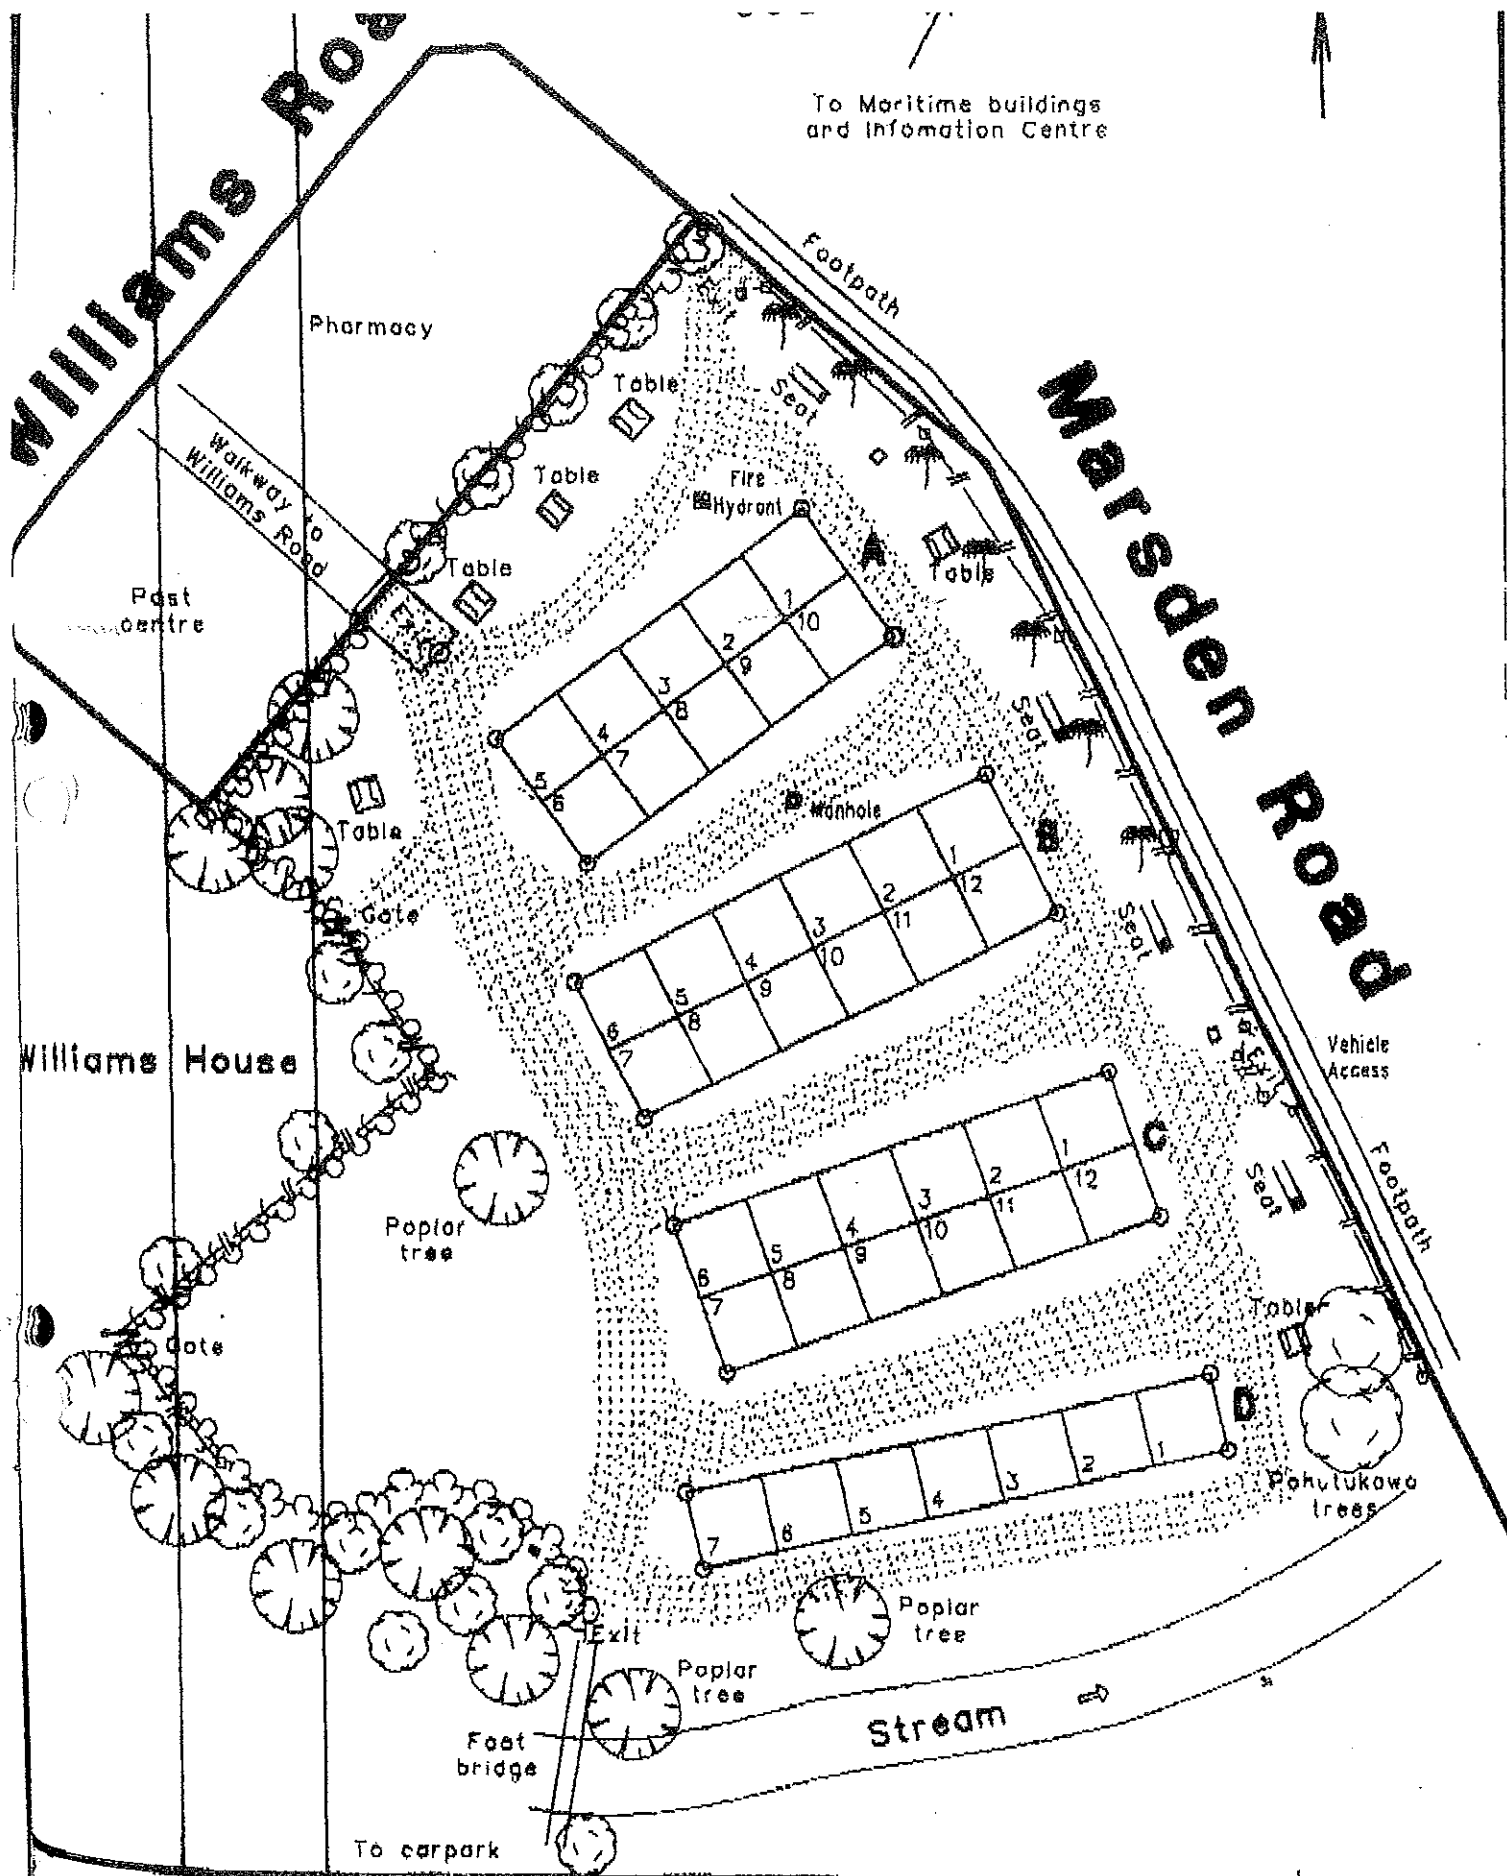 To Maritime buildings
and Infomation Centre
Williams Roa
Footpath
Pharmacy
Table
Seat
Walkway to
Williams Road
Table
Fire
Hydrant
A
Table
Table
Post
centre
Exit
1
10
2
9
3
8
4
7
5
6
Marsden Road
Seat
Table
Manhole
B
1
12
2
11
3
10
4
9
5
8
6
7
Gate
Seat
Williams House
Exit
Vehicle
Access
C
1
12
2
11
3
10
4
9
5
8
6
7
Poplar
tree
Seat
Footpath
Gate
Table
D
1
2
3
4
5
6
7
Pohutukawa
trees
Poplar
tree
Exit
Poplar
tree
Stream
Foot
bridge
To carpark